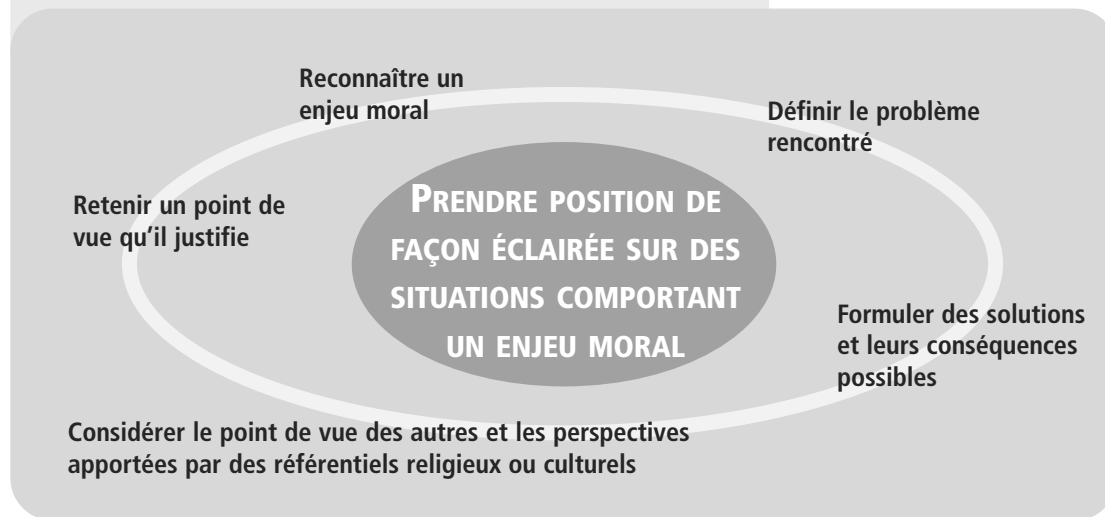 Reconnaître un
enjeu moral
Définir le problème
rencontré
Retenir un point de
vue qu'il justifie
PRENDRE POSITION DE
FAÇON ÉCLAIRÉE SUR DES
SITUATIONS COMPORTANT
UN ENJEU MORAL
Formuler des solutions
et leurs conséquences
possibles
Considérer le point de vue des autres et les perspectives
apportées par des référentiels religieux ou culturels